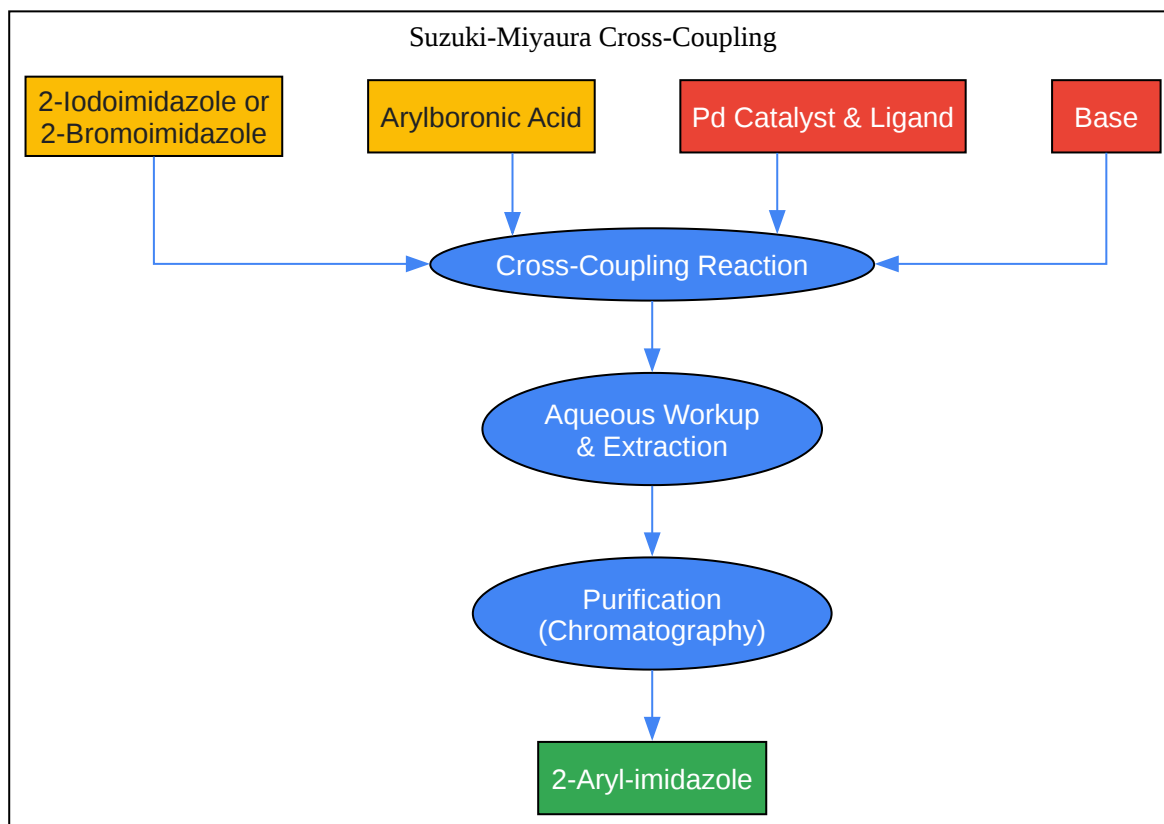 Suzuki-Miyaura Cross-Coupling
2-Iodoimidazole or
2-Bromoimidazole
Arylboronic Acid
Pd Catalyst & Ligand
Base
Cross-Coupling Reaction
Aqueous Workup
& Extraction
Purification
(Chromatography)
2-Aryl-imidazole